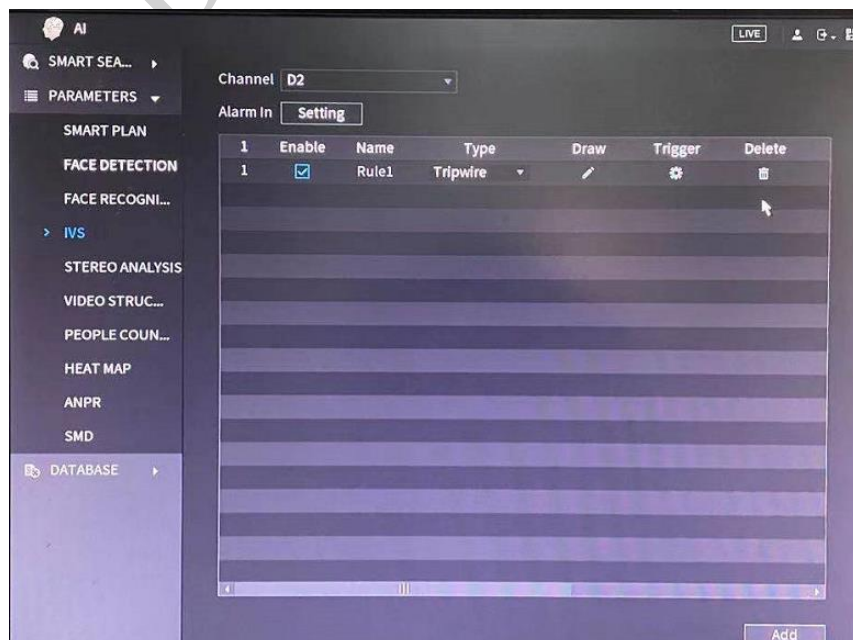 AI
LIVE
SMART SEA...
PARAMETERS
SMART PLAN
FACE DETECTION
FACE RECOGNI...
IVS
STEREO ANALYSIS
VIDEO STRUC...
PEOPLE COUN...
HEAT MAP
ANPR
SMD
DATABASE
Channel D2
Alarm In Setting
1 Enable Name Type Draw Trigger Delete
1 Rule1 Tripwire
Add